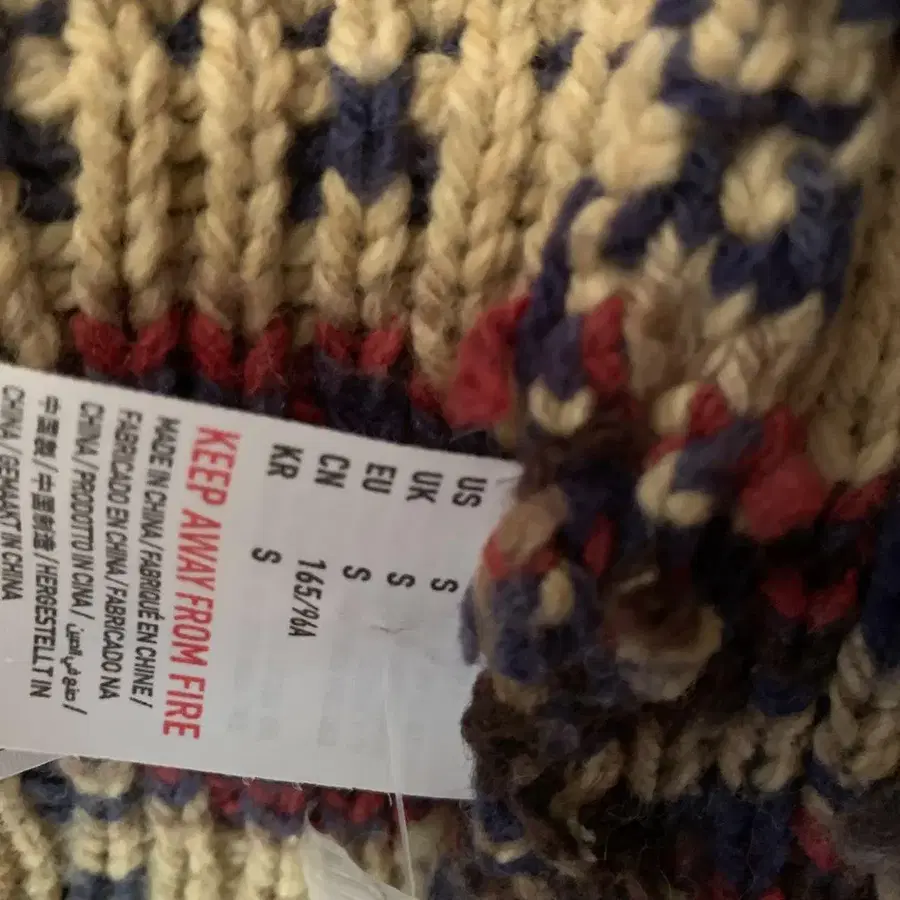 US S
UK S
EU S
CN 165/96A
KR S
KEEP AWAY FROM FIRE
MADE IN CHINA / FABRIQUÉ EN CHINE /
FABRICADO EN CHINA / FABRICADO NA
CHINA / PRODOTTO IN CINA / صنع في الصين /
中國製 / 中国制造 / HERGESTELLT IN
CHINA / GEMAAKT IN CHINA